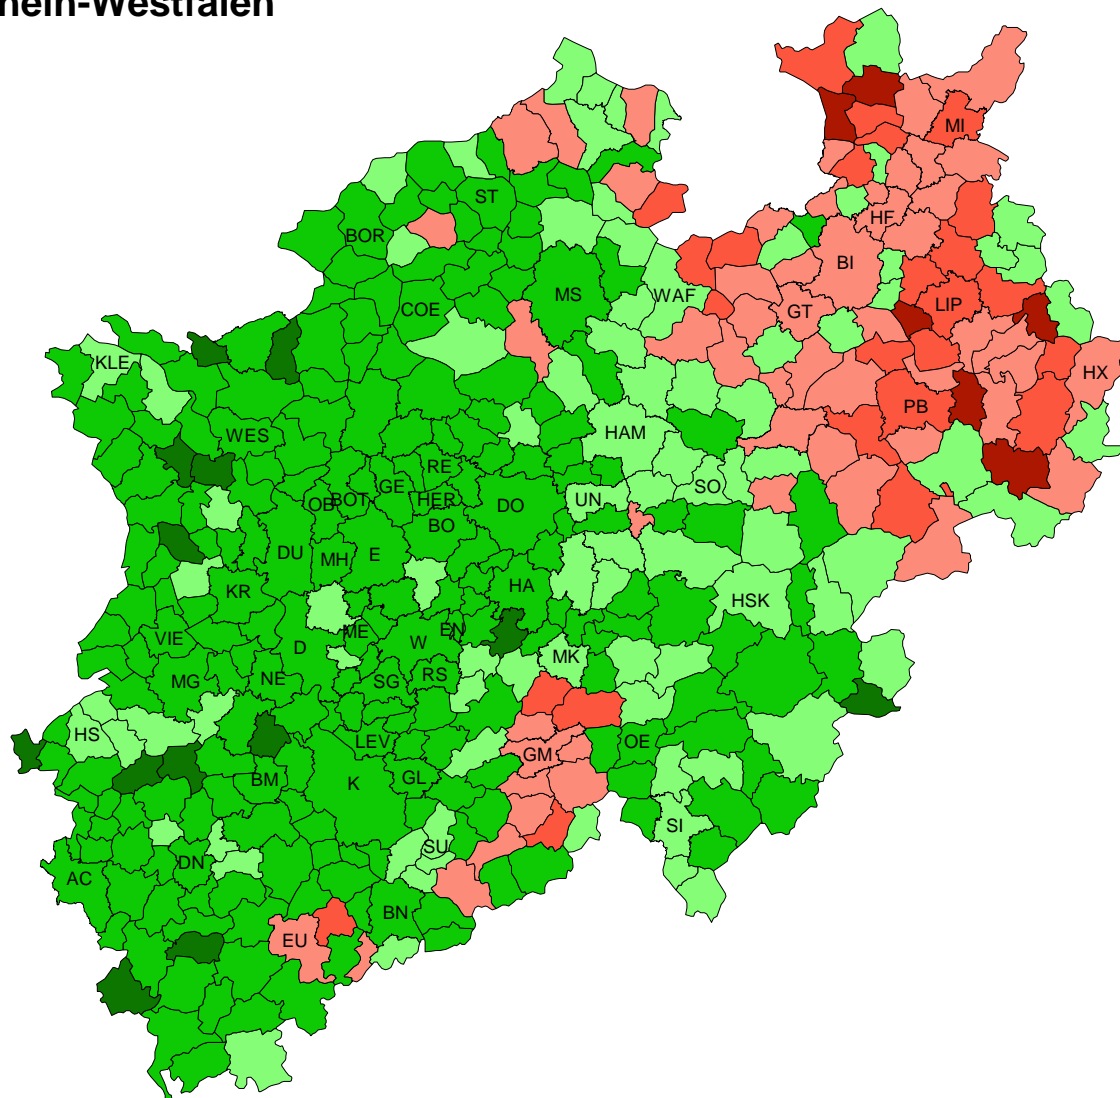 hein-Westfalen
MI
ST
HF
BOR
BI
MS
WAF
LIP
COE
GT
KLE
HX
PB
WES
HAM
RE
GE
SO
BOT
HER
UN
OB
DO
BO
DU
E
MH
HA
KR
HSK
ME
EN
VIE
W
D
MK
RS
NE
SG
MG
HS
LEV
OE
GM
BM
GL
K
SI
SU
DN
AC
BN
EU